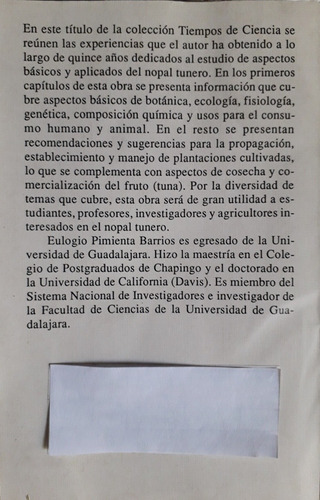 En este título de la colección Tiempos de Ciencia se
reúnen las experiencias que el autor ha obtenido a lo
largo de quince años dedicados al estudio de aspectos
básicos y aplicados del nopal tunero. En los primeros
capítulos de esta obra se presenta información que cu-
bre aspectos básicos de botánica, ecología, fisiología,
genética, composición química y usos para el consu-
mo humano y animal. En el resto se presentan
recomendaciones y sugerencias para la propagación,
establecimiento y manejo de plantaciones cultivadas,
lo que se complementa con aspectos de cosecha y co-
mercialización del fruto (tuna). Por la diversidad de
temas que cubre, esta obra será de gran utilidad a es-
tudiantes, profesores, investigadores y agricultores in-
teresados en el nopal tunero.
Eulogio Pimienta Barrios es egresado de la Uni-
versidad de Guadalajara. Hizo la maestría en el Cole-
gio de Postgraduados de Chapingo y el doctorado en
la Universidad de California (Davis). Es miembro del
Sistema Nacional de Investigadores e investigador de
la Facultad de Ciencias de la Universidad de Gua-
dalajara.